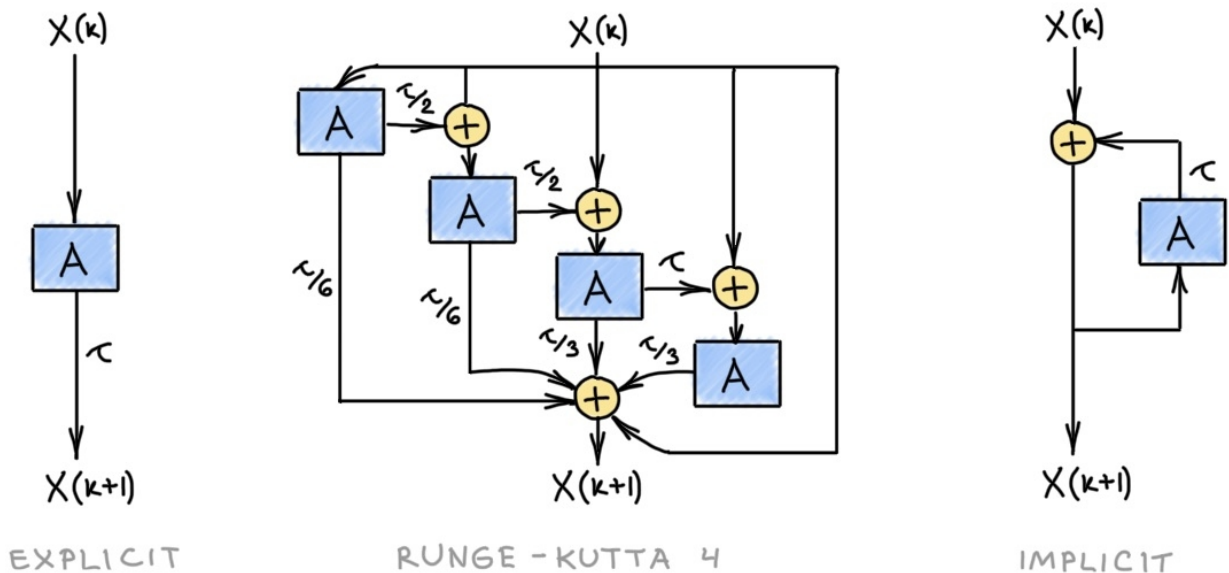 X(k)
A
τ
X(k+1)
EXPLICIT
X(k)
A
τ/2
+
A
τ/2
+
τ/6
τ/6
A
τ
+
τ/3
τ/3
A
+
X(k+1)
RUNGE-KUTTA 4
X(k)
+
τ
A
X(k+1)
IMPLICIT